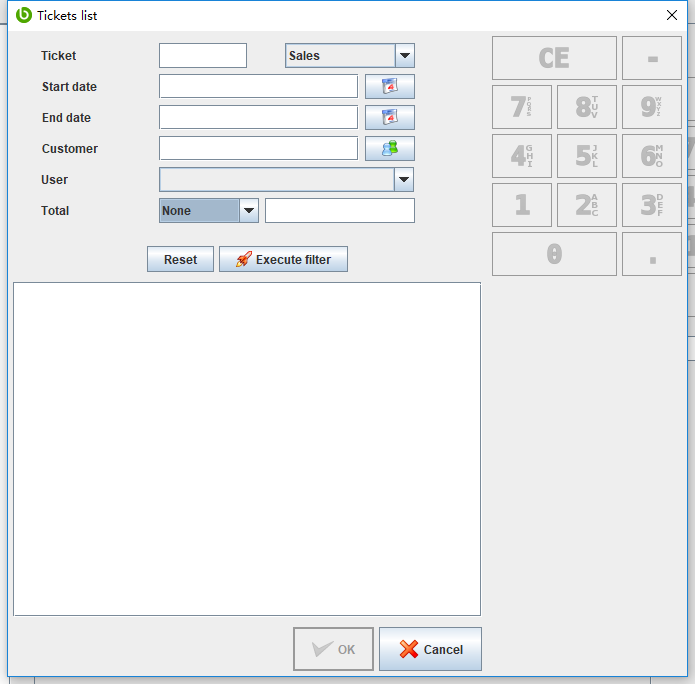 Tickets list
Ticket Sales
Start date
End date
Customer
User
Total None
Reset Execute filter
CE -
7 PQRS 8 TUV 9 WXYZ
4 GHI 5 JKL 6 MNO
1 2 ABC 3 DEF
0 .
OK Cancel